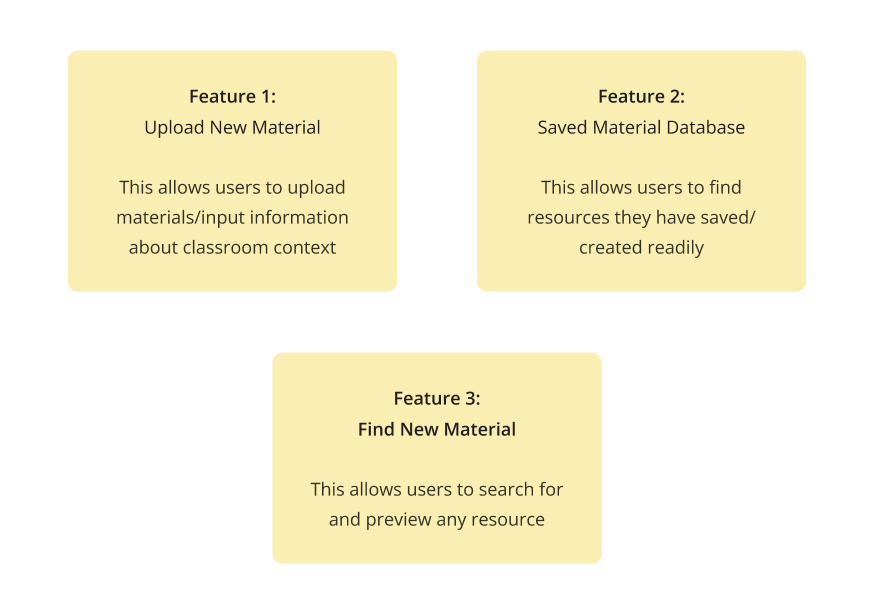 Feature 1:
Upload New Material
This allows users to upload
materials/input information
about classroom context
Feature 2:
Saved Material Database
This allows users to find
resources they have saved/
created readily
Feature 3:
Find New Material
This allows users to search for
and preview any resource